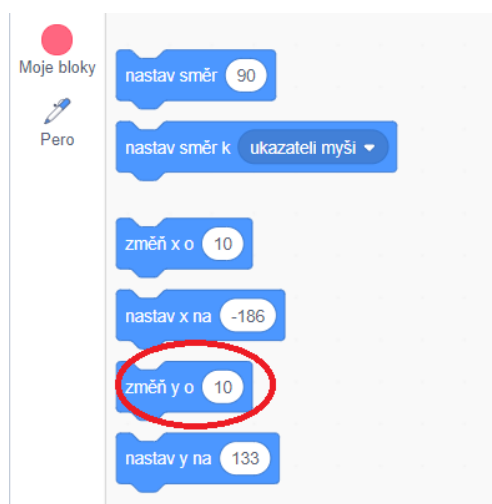 Moje bloky
Pero
nastav směr 90
nastav směr k ukazateli myši
změň x o 10
nastav x na -186
změň y o 10
nastav y na 133